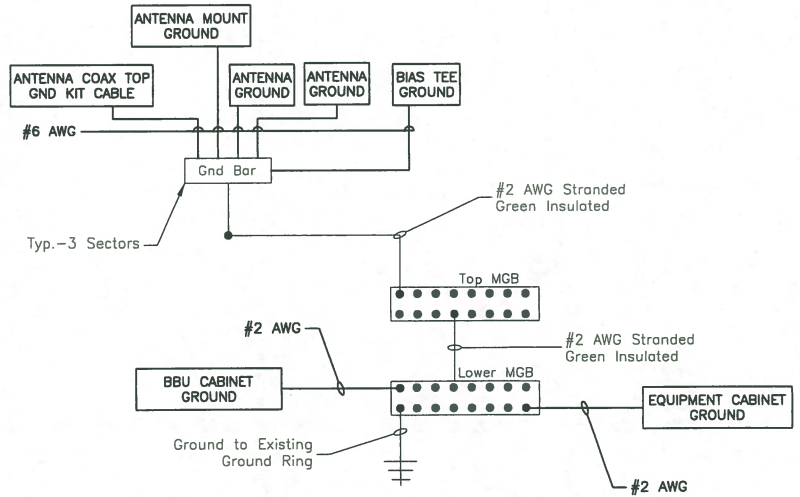 ANTENNA MOUNT
GROUND
ANTENNA COAX TOP
GND KIT CABLE
ANTENNA
GROUND
ANTENNA
GROUND
BIAS TEE
GROUND
#6 AWG
Gnd Bar
Typ.-3 Sectors
#2 AWG Stranded
Green Insulated
Top MGB
#2 AWG
#2 AWG Stranded
Green Insulated
BBU CABINET
GROUND
Lower MGB
EQUIPMENT CABINET
GROUND
Ground to Existing
Ground Ring
#2 AWG